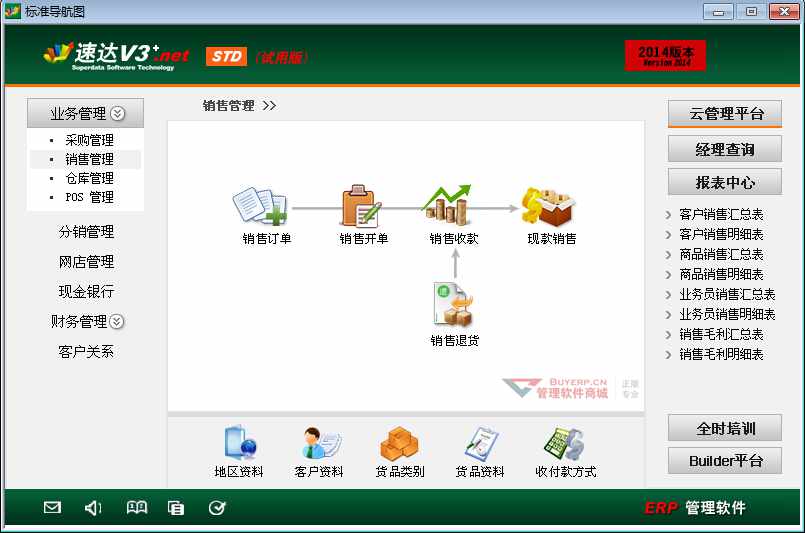 标准导航图
速达V3+.net STD (试用版)
Superdata Software Technology
2014版本
Version 2014
业务管理
采购管理
销售管理
仓库管理
POS 管理
分销管理
网店管理
现金银行
财务管理
客户关系
销售管理 >>
销售订单
销售开单
销售收款
现款销售
销售退货
BUYERP.CN
管理软件商城
正版
专业
地区资料
客户资料
货品类别
货品资料
收付款方式
云管理平台
经理查询
报表中心
客户销售汇总表
客户销售明细表
商品销售汇总表
商品销售明细表
业务员销售汇总表
业务员销售明细表
销售毛利汇总表
销售毛利明细表
全时培训
Builder平台
ERP 管理软件